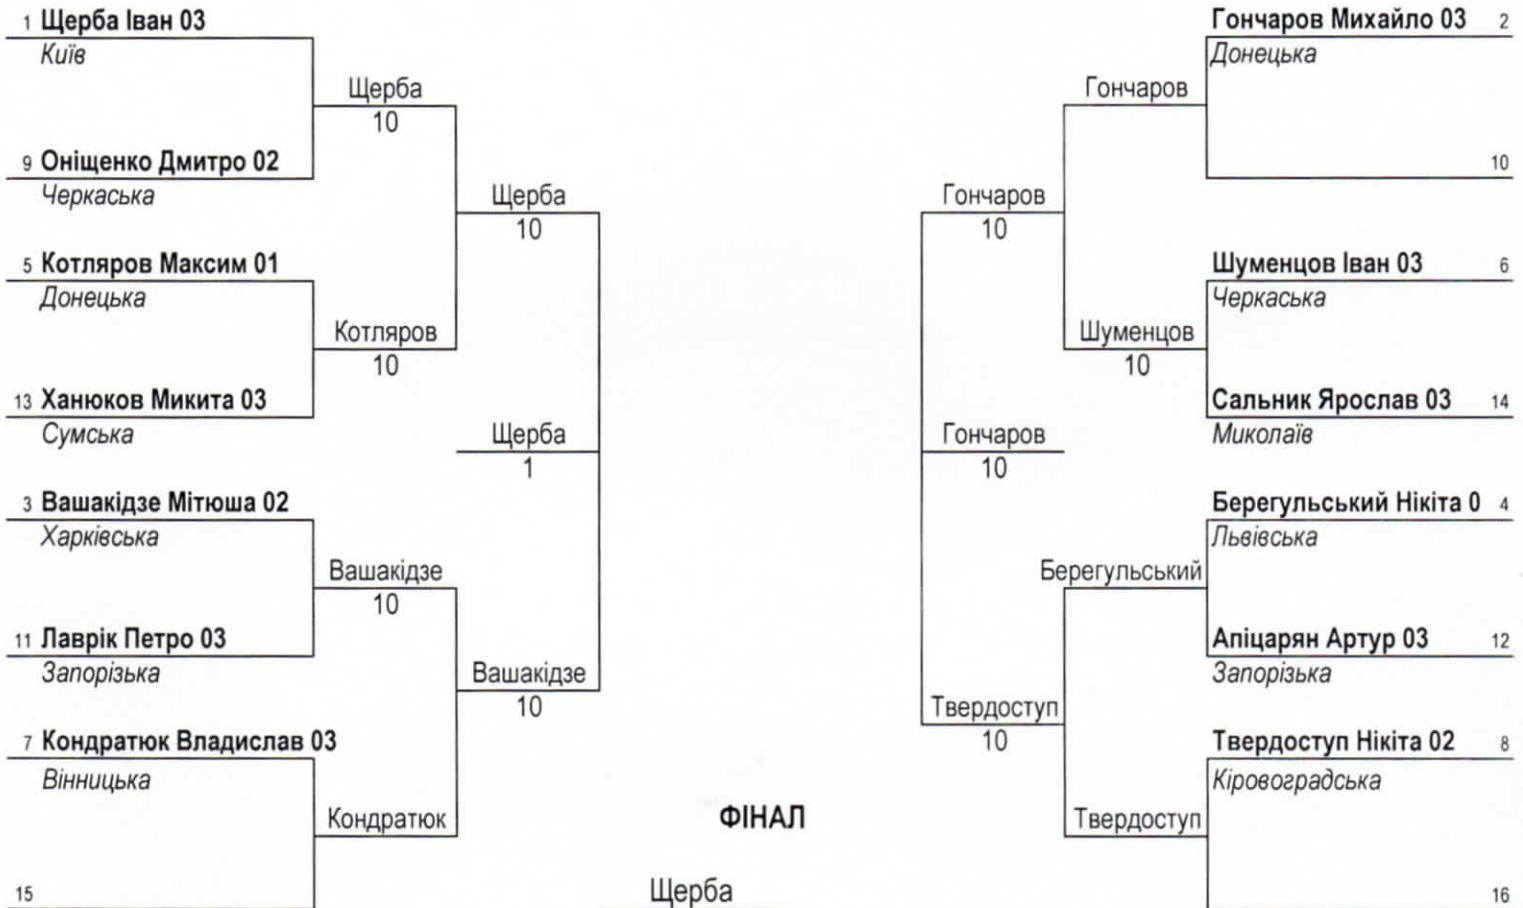 1 Щерба Іван 03
Київ
Щерба
10
9 Оніщенко Дмитро 02
Черкаська
Щерба
10
5 Котляров Максим 01
Донецька
Котляров
10
13 Ханюков Микита 03
Сумська
Щерба
1
3 Вашакідзе Мітюша 02
Харківська
Вашакідзе
10
11 Лаврік Петро 03
Запорізька
Вашакідзе
10
7 Кондратюк Владислав 03
Вінницька
Кондратюк
15
ФІНАЛ
Щерба
Гончаров Михайло 03 2
Донецька
Гончаров
10
Гончаров
10
Шуменцов Іван 03 6
Черкаська
Шуменцов
10
Сальник Ярослав 03 14
Миколаїв
Гончаров
10
Берегульський Нікіта 0 4
Львівська
Берегульський
Апіцарян Артур 03 12
Запорізька
Твердоступ
10
Твердоступ Нікіта 02 8
Кіровоградська
Твердоступ
16